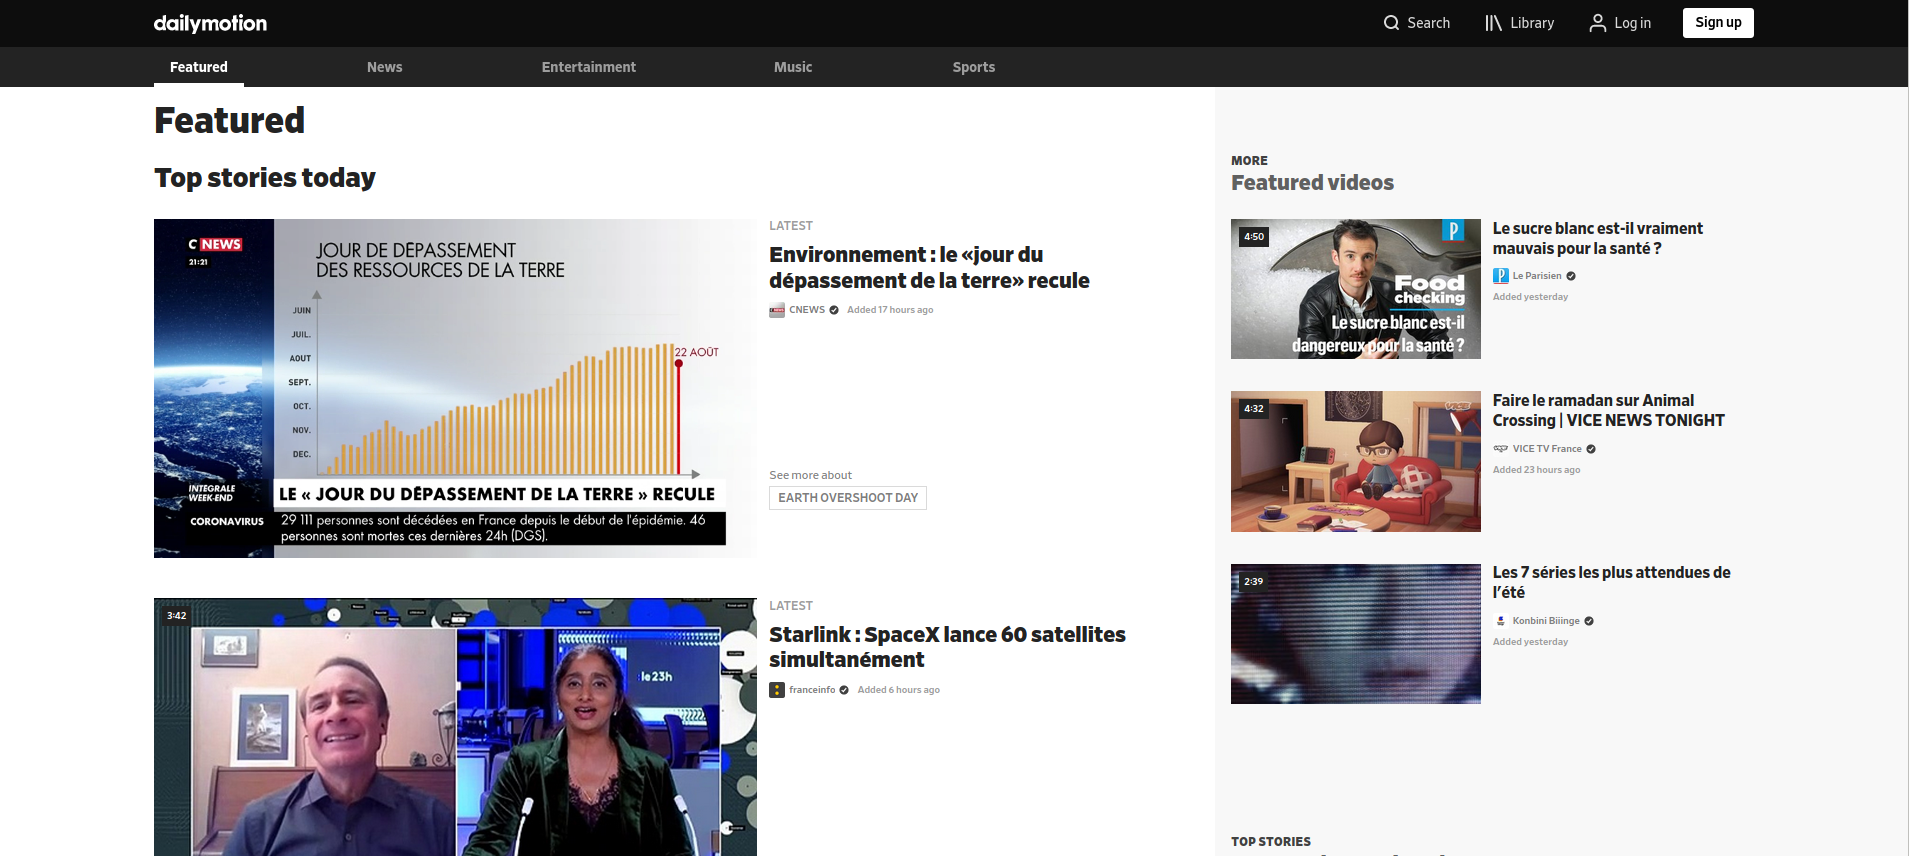 dailymotion
Search
Library
Log in
Sign up
Featured
News
Entertainment
Music
Sports
Featured
Top stories today
C NEWS
21:21
JOUR DE DÉPASSEMENT
DES RESSOURCES DE LA TERRE
JUIN
JUIL.
AOUT
SEPT.
OCT.
NOV.
DEC.
22 AOÛT
INTEGRALE
WEEK-END
LE « JOUR DU DÉPASSEMENT DE LA TERRE » RECULE
CORONAVIRUS
29 111 personnes sont décédées en France depuis le début de l'épidémie. 46
personnes sont mortes ces dernières 24h (DGS).
LATEST
Environnement : le «jour du
dépassement de la terre» recule
CNEWS
Added 17 hours ago
See more about
EARTH OVERSHOOT DAY
3:42
:le23h
LATEST
Starlink : SpaceX lance 60 satellites
simultanément
franceinfo
Added 6 hours ago
MORE
Featured videos
4:50
P
Food
checking
Le sucre blanc est-il
dangereux pour la santé ?
Le sucre blanc est-il vraiment
mauvais pour la santé ?
Le Parisien
Added yesterday
4:32
VICE
Faire le ramadan sur Animal
Crossing | VICE NEWS TONIGHT
VICE TV France
Added 23 hours ago
2:39
Les 7 séries les plus attendues de
l'été
Konbini Biiinge
Added yesterday
TOP STORIES